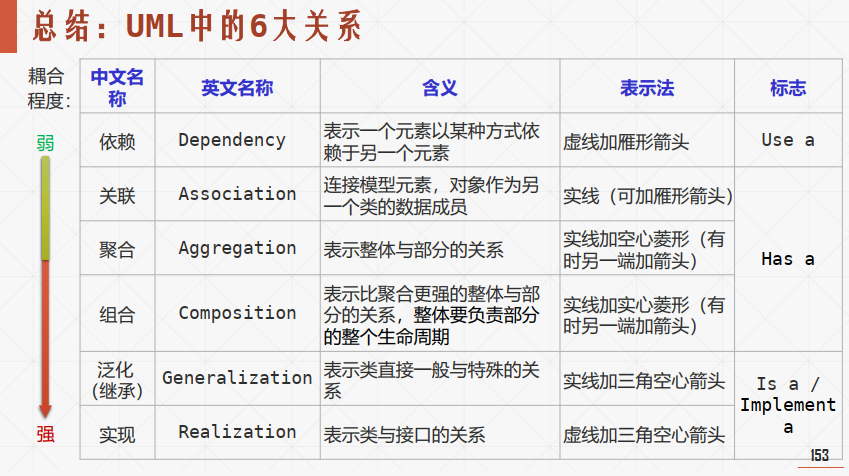 总结：UML中的6大关系
耦合
程度：
弱
强
中文名
称
英文名称
含义
表示法
标志
依赖
Dependency
表示一个元素以某种方式依
赖于另一个元素
虚线加雁形箭头
Use a
关联
Association
连接模型元素，对象作为另
一个类的数据成员
实线（可加雁形箭头）
Has a
聚合
Aggregation
表示整体与部分的关系
实线加空心菱形（有
时另一端加箭头）
组合
Composition
表示比聚合更强的整体与部
分的关系，整体要负责部分
的整个生命周期
实线加实心菱形（有
时另一端加箭头）
泛化
（继承）
Generalization
表示类直接一般与特殊的关
系
实线加三角空心箭头
Is a /
Implement
a
实现
Realization
表示类与接口的关系
虚线加三角空心箭头
153